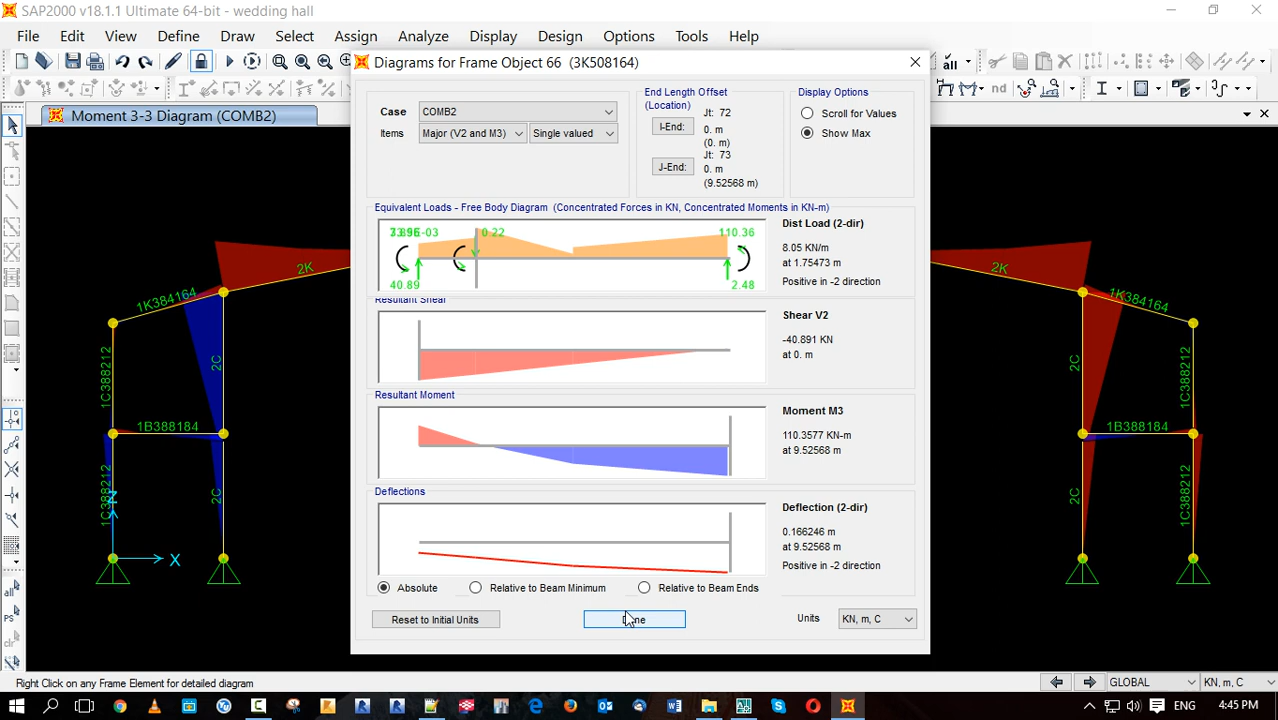 SAP2000 v18.1.1 Ultimate 64-bit - wedding hall
File Edit View Define Draw Select Assign Analyze Display Design Options Tools Help
all
nd
Moment 3-3 Diagram (COMB2)
Diagrams for Frame Object 66 (3K508164)
Case COMB2
Items Major (V2 and M3) Single valued
End Length Offset
(Location)
I-End:
Jt: 72
0. m
(0. m)
J-End:
Jt: 73
0. m
(9.52568 m)
Display Options
Scroll for Values
Show Max
Equivalent Loads - Free Body Diagram (Concentrated Forces in KN, Concentrated Moments in KN-m)
0.22
110.36
40.89
2.48
Dist Load (2-dir)
8.05 KN/m
at 1.75473 m
Positive in -2 direction
Resultant Shear
Shear V2
-40.891 KN
at 0. m
Resultant Moment
Moment M3
110.3577 KN-m
at 9.52568 m
Deflections
Deflection (2-dir)
0.166246 m
at 9.52568 m
Positive in -2 direction
Absolute
Relative to Beam Minimum
Relative to Beam Ends
Reset to Initial Units
Units KN, m, C
1K384164
2K
1C388212
2C
1B388184
1C388212
2C
Z
X
2K
1K384164
2C
1C388212
1B388184
2C
1C388212
all
PS
clr
Right Click on any Frame Element for detailed diagram
GLOBAL
KN, m, C
ENG
4:45 PM